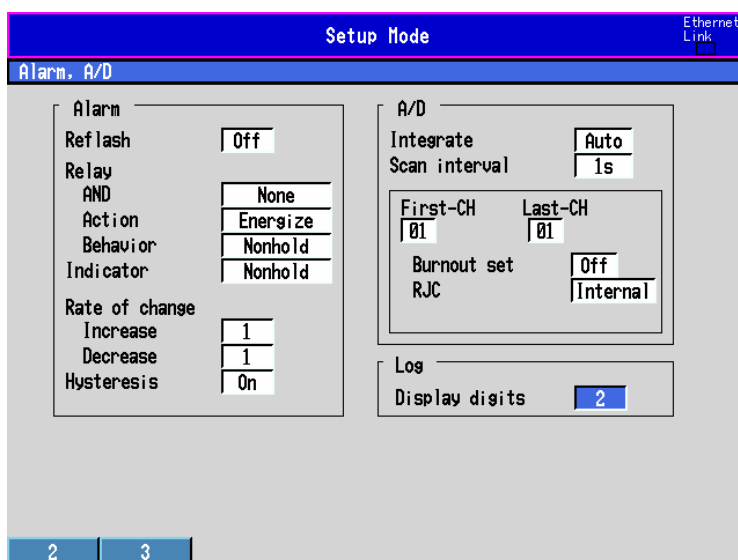 Setup Mode
Ethernet
Link
Alarm, A/D
Alarm
Reflash Off
Relay
AND None
Action Energize
Behavior Nonhold
Indicator Nonhold
Rate of change
Increase 1
Decrease 1
Hysteresis On
A/D
Integrate Auto
Scan interval 1s
First-CH Last-CH
01 01
Burnout set Off
RJC Internal
Log
Display digits 2
2 3